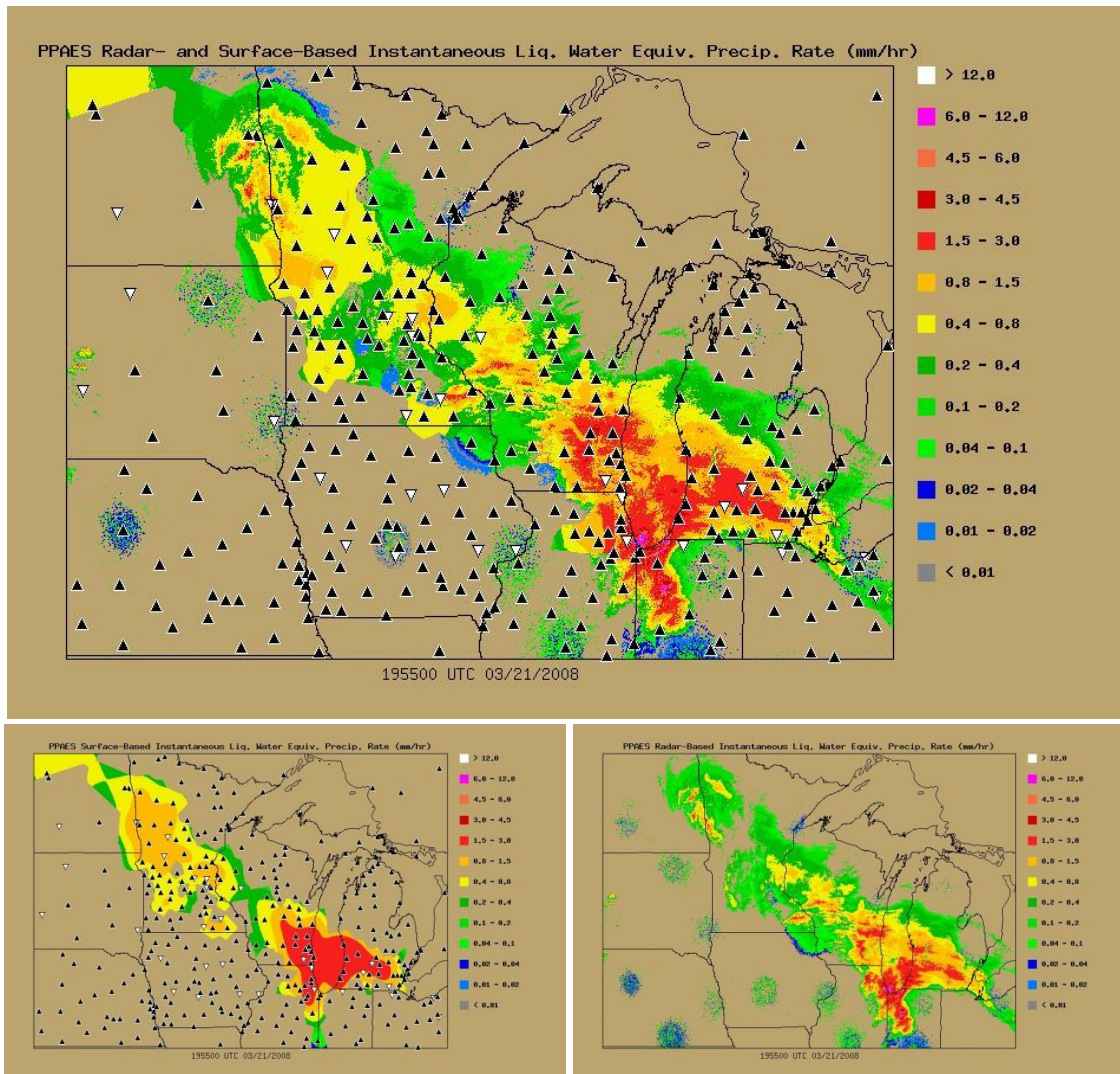 PPAES Radar- and Surface-Based Instantaneous Liq. Water Equiv. Precip. Rate (mm/hr)
> 12.0
6.0 - 12.0
4.5 - 6.0
3.0 - 4.5
1.5 - 3.0
0.8 - 1.5
0.4 - 0.8
0.2 - 0.4
0.1 - 0.2
0.04 - 0.1
0.02 - 0.04
0.01 - 0.02
< 0.01
195500 UTC 03/21/2008
PPAES Surface-Based Instantaneous Liq. Water Equiv. Precip. Rate (mm/hr)
> 12.0
6.0 - 12.0
4.5 - 6.0
3.0 - 4.5
1.5 - 3.0
0.8 - 1.5
0.4 - 0.8
0.2 - 0.4
0.1 - 0.2
0.04 - 0.1
0.02 - 0.04
0.01 - 0.02
< 0.01
195500 UTC 03/21/2008
PPAES Radar-Based Instantaneous Liq. Water Equiv. Precip. Rate (mm/hr)
> 12.0
6.0 - 12.0
4.5 - 6.0
3.0 - 4.5
1.5 - 3.0
0.8 - 1.5
0.4 - 0.8
0.2 - 0.4
0.1 - 0.2
0.04 - 0.1
0.02 - 0.04
0.01 - 0.02
< 0.01
195500 UTC 03/21/2008